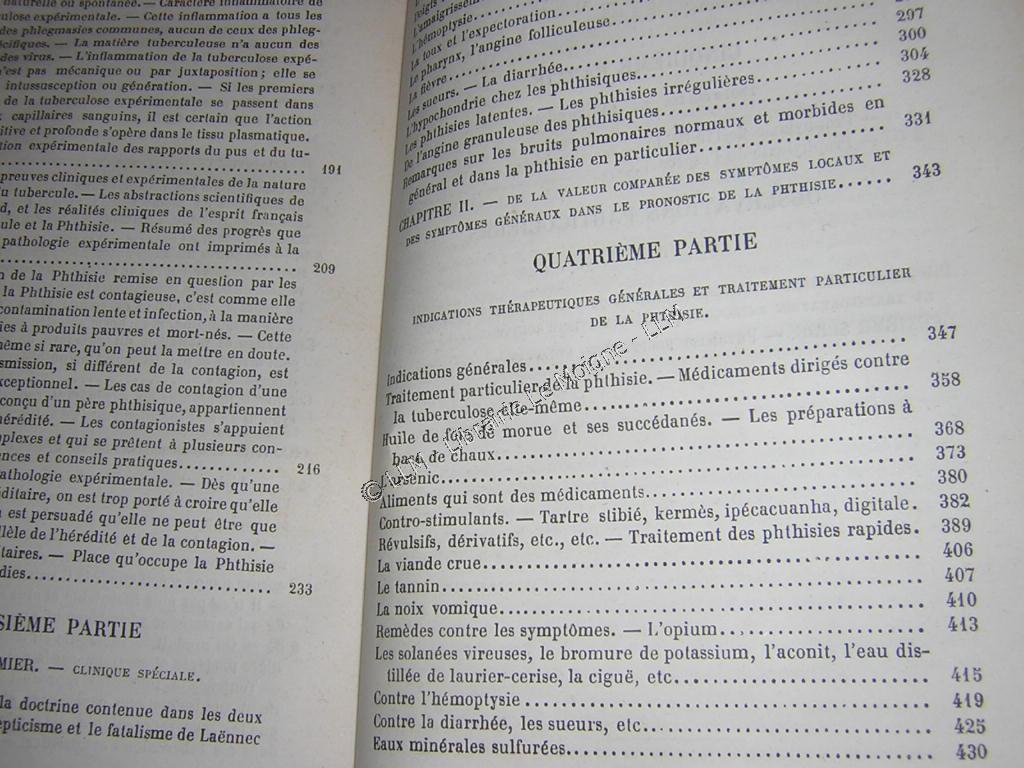 naturelle ou spontanée. — Caractère inflammatoire de
culose expérimentale. — Cette inflammation a tous les
des phlegmasies communes, aucun de ceux des phleg-
écifiques. — La matière tuberculeuse n'a aucun des
des virus. — L'inflammation de la tuberculose expé-
n'est pas mécanique ou par juxtaposition; elle se
intussusception ou génération. — Si les premiers
de la tuberculose expérimentale se passent dans
x capillaires sanguins, il est certain que l'action
itive et profonde s'opère dans le tissu plasmatique.
tion expérimentale des rapports du pus et du tu-
191
preuves cliniques et expérimentales de la nature
u tubercule. — Les abstractions scientifiques de
d, et les réalités cliniques de l'esprit français
ule et la Phthisie. — Résumé des progrès que
pathologie expérimentale ont imprimés à la
209
n de la Phthisie remise en question par les
la Phthisie est contagieuse, c'est comme elle
contamination lente et infection, à la manière
ies à produits pauvres et mort-nés. — Cette
même si rare, qu'on peut la mettre en doute.
smission, si différent de la contagion, est
xceptionnel. — Les cas de contagion d'une
conçu d'un père phthisique, appartiennent
hérédité. — Les contagionistes s'appuient
plexes et qui se prêtent à plusieurs con-
ences et conseils pratiques 216
athologie expérimentale. — Dès qu'une
ditaire, on est trop porté à croire qu'elle
est persuadé qu'elle ne peut être que
llèle de l'hérédité et de la contagion. —
taires. — Place qu'occupe la Phthisie
dies 233
SIÈME PARTIE
MIER. — CLINIQUE SPÉCIALE.
la doctrine contenue dans les deux
epticisme et le fatalisme de Laënnec
L'amaigrissement
L'hémoptysie.
La toux et l'expectoration
Le pharynx, l'angine folliculeuse
La fièvre 297
Les sueurs. — La diarrhée 300
L'hypochondrie chez les phthisiques 304
Les phthisies latentes. — Les phthisies irrégulières 328
De l'angine granuleuse des phthisiques
Remarques sur les bruits pulmonaires normaux et morbides en
général et dans la phthisie en particulier 331
CHAPITRE II. — DE LA VALEUR COMPARÉE DES SYMPTÔMES LOCAUX ET
DES SYMPTÔMES GÉNÉRAUX DANS LE PRONOSTIC DE LA PHTHISIE 343
QUATRIÈME PARTIE
INDICATIONS THÉRAPEUTIQUES GÉNÉRALES ET TRAITEMENT PARTICULIER
DE LA PHTHISIE.
Indications générales 347
Traitement particulier de la phthisie. — Médicaments dirigés contre
la tuberculose elle-même 358
Huile de foie de morue et ses succédanés. — Les préparations à
base de chaux 368
Arsenic 373
Aliments qui sont des médicaments 380
Contro-stimulants. — Tartre stibié, kermès, ipécacuanha, digitale. 382
Révulsifs, dérivatifs, etc., etc. — Traitement des phthisies rapides. 389
La viande crue 406
Le tannin 407
La noix vomique 410
Remèdes contre les symptômes. — L'opium 413
Les solanées vireuses, le bromure de potassium, l'aconit, l'eau dis-
tillée de laurier-cerise, la ciguë, etc 415
Contre l'hémoptysie 419
Contre la diarrhée, les sueurs, etc 425
Eaux minérales sulfurées 430
© LLM - Librairie Le Moigne - LLM